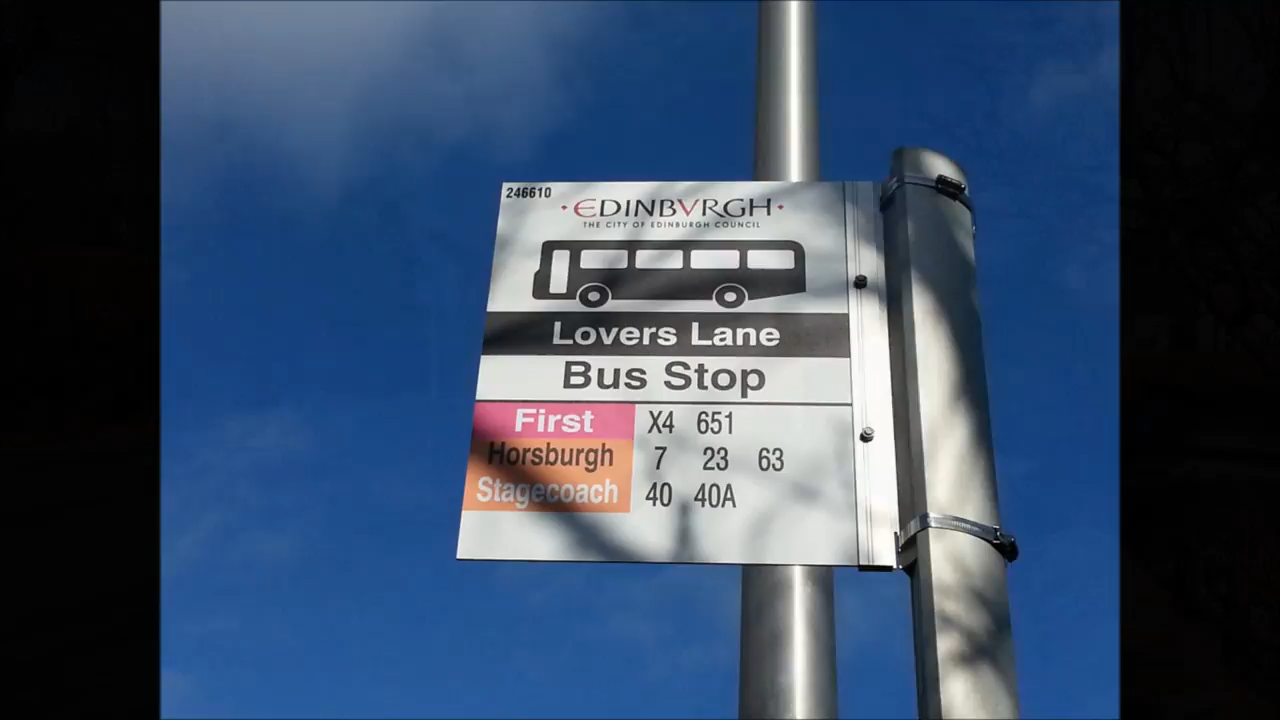 246610
EDINBVRGH
THE CITY OF EDINBURGH COUNCIL
Lovers Lane
Bus Stop
First X4 651
Horsburgh 7 23 63
Stagecoach 40 40A